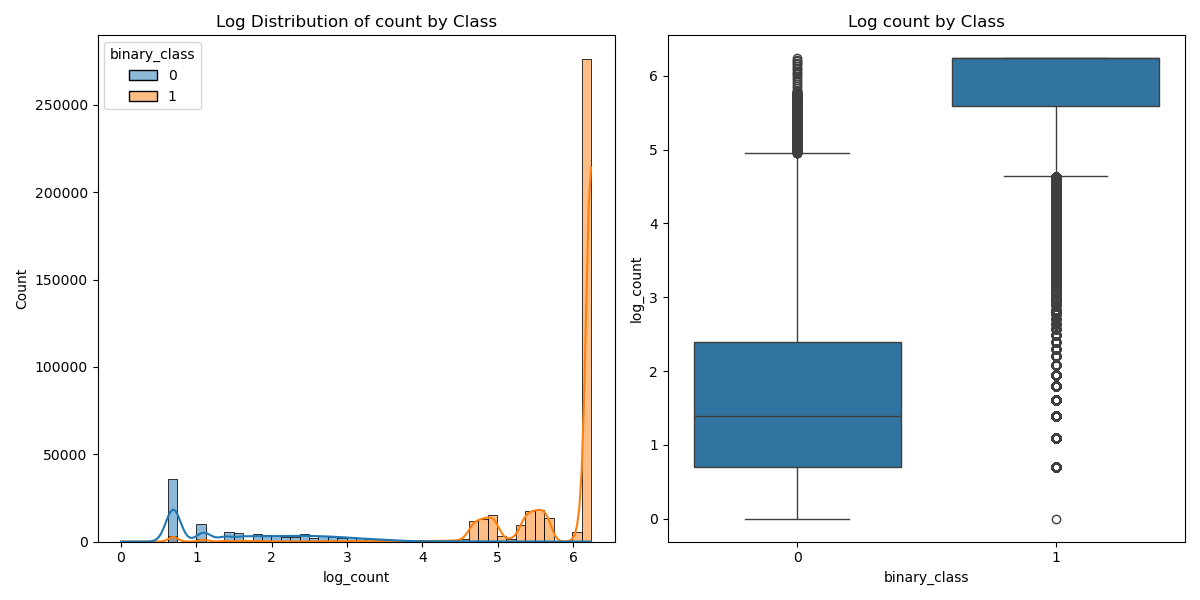 Log Distribution of count by Class
binary_class
0
1
250000
200000
150000
100000
50000
0
Count
0 1 2 3 4 5 6
log_count
Log count by Class
6
5
4
3
2
1
0
log_count
0 1
binary_class